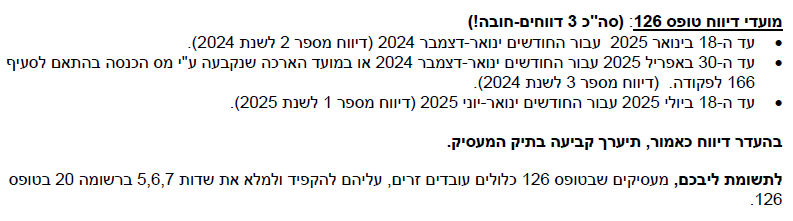 מועדי דיווח טופס 126: (סה"כ 3 דווחים-חובה!)
• עד ה-18 בינואר 2025  עבור החודשים ינואר-דצמבר 2024 (דיווח מספר 2 לשנת 2024).
• עד ה-30 באפריל 2025 עבור החודשים ינואר-דצמבר 2024 או במועד הארכה שנקבעה ע"י מס הכנסה בהתאם לסעיף
166 לפקודה.  (דיווח מספר 3 לשנת 2024).
• עד ה-18 ביולי 2025 עבור החודשים ינואר-יוני 2025 (דיווח מספר 1 לשנת 2025).
בהעדר דיווח כאמור, תיערך קביעה בתיק המעסיק.
לתשומת ליבכם, מעסיקים שבטופס 126 כלולים עובדים זרים, עליהם להקפיד ולמלא את שדות 5,6,7 ברשומה 20 בטופס
126.